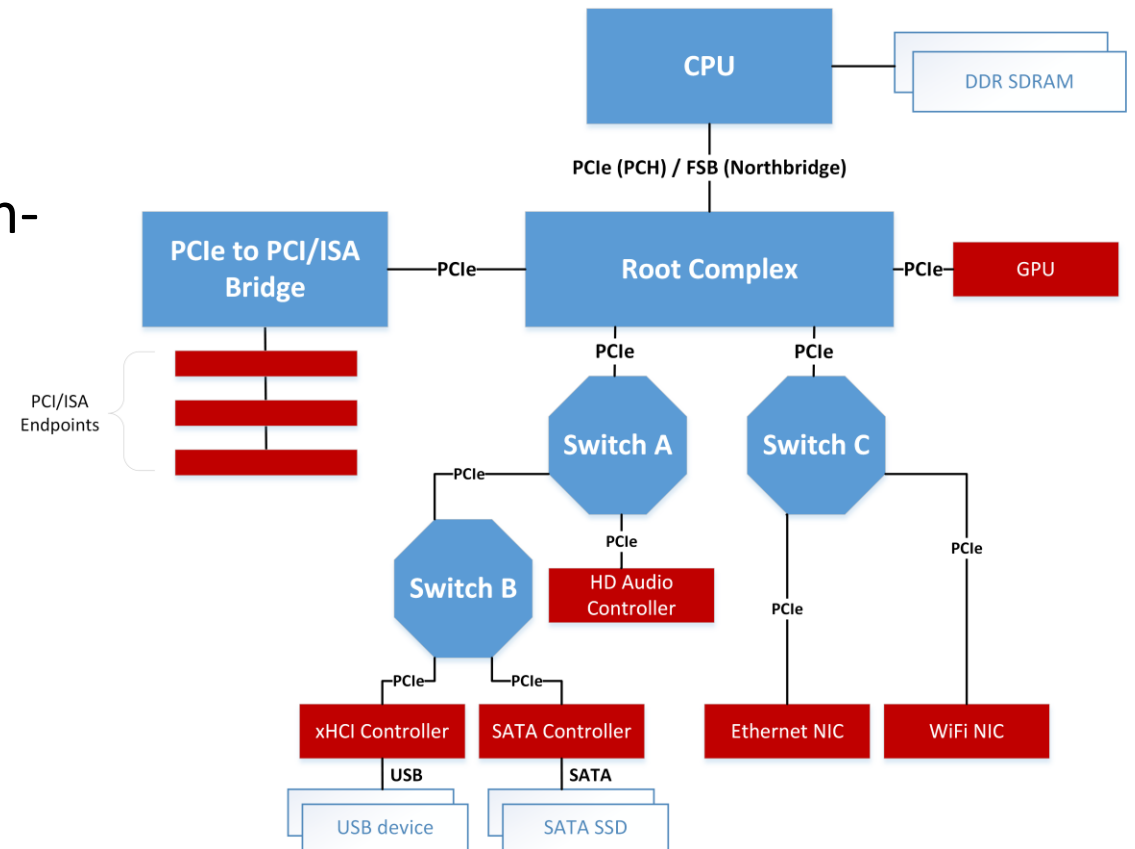 CPU
DDR SDRAM
PCIe (PCH) / FSB (Northbridge)
n-
PCIe to PCI/ISA
Bridge
PCIe
Root Complex
PCIe
GPU
PCIe
PCIe
PCI/ISA
Endpoints
Switch A
Switch C
PCIe
PCIe
PCIe
Switch B
HD Audio
Controller
PCIe
PCIe
PCIe
xHCI Controller
SATA Controller
Ethernet NIC
WiFi NIC
USB
SATA
USB device
SATA SSD